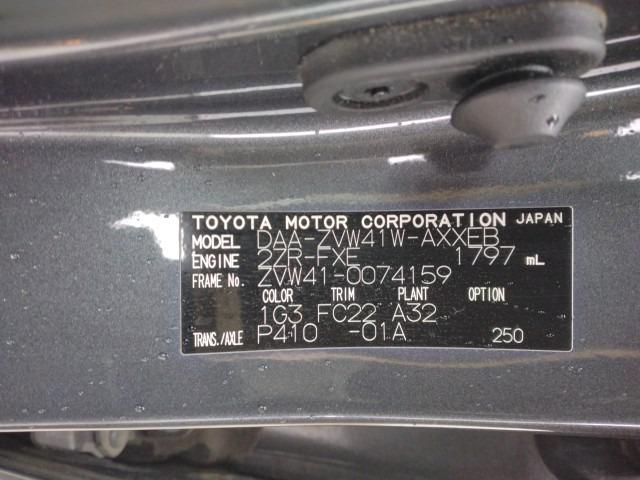 TOYOTA MOTOR CORPORATION JAPAN
MODEL DAA-ZVW41W-AXXEB
ENGINE 2ZR-FXE 1797 mL
FRAME No. ZVW41-0074159
COLOR TRIM PLANT OPTION
1G3 FC22 A32
TRANS./AXLE P410 -01A 250